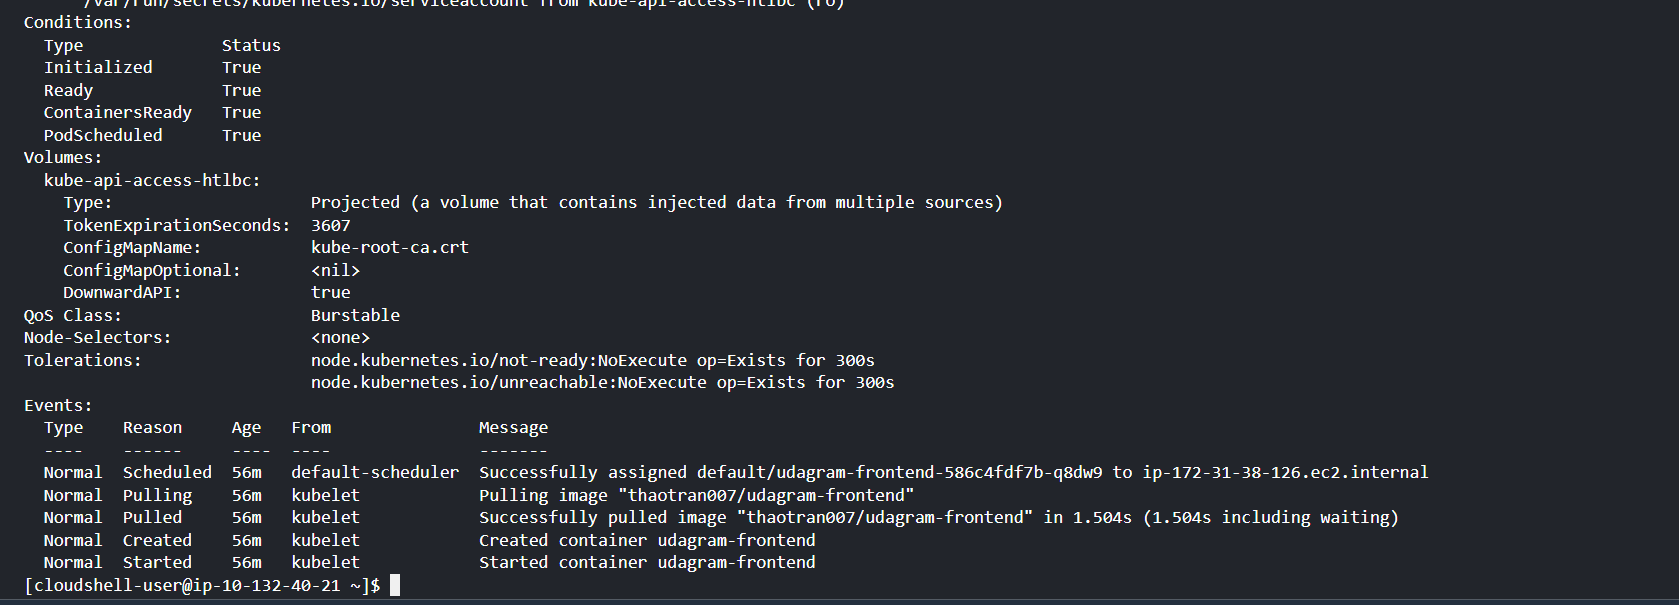 /var/run/secrets/kubernetes.io/serviceaccount from kube-api-access-htlbc (ro)
Conditions:
  Type              Status
  Initialized       True
  Ready             True
  ContainersReady   True
  PodScheduled      True
Volumes:
  kube-api-access-htlbc:
    Type:                    Projected (a volume that contains injected data from multiple sources)
    TokenExpirationSeconds:  3607
    ConfigMapName:           kube-root-ca.crt
    ConfigMapOptional:       <nil>
    DownwardAPI:             true
QoS Class:                   Burstable
Node-Selectors:              <none>
Tolerations:                 node.kubernetes.io/not-ready:NoExecute op=Exists for 300s
                             node.kubernetes.io/unreachable:NoExecute op=Exists for 300s
Events:
  Type    Reason     Age   From               Message
  ----    ------     ----  ----               -------
  Normal  Scheduled  56m   default-scheduler  Successfully assigned default/udagram-frontend-586c4fdf7b-q8dw9 to ip-172-31-38-126.ec2.internal
  Normal  Pulling    56m   kubelet            Pulling image "thaotran007/udagram-frontend"
  Normal  Pulled     56m   kubelet            Successfully pulled image "thaotran007/udagram-frontend" in 1.504s (1.504s including waiting)
  Normal  Created    56m   kubelet            Created container udagram-frontend
  Normal  Started    56m   kubelet            Started container udagram-frontend
[cloudshell-user@ip-10-132-40-21 ~]$